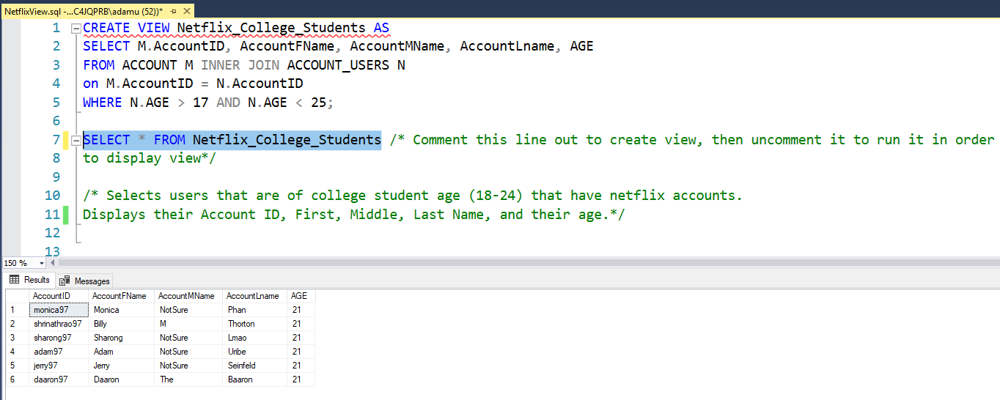 NetflixView.sql -...C4JQPRB\adamu (52))*
1 CREATE VIEW Netflix_College_Students AS
2 SELECT M.AccountID, AccountFName, AccountMName, AccountLname, AGE
3 FROM ACCOUNT M INNER JOIN ACCOUNT_USERS N
4 on M.AccountID = N.AccountID
5 WHERE N.AGE > 17 AND N.AGE < 25;
6
7 SELECT * FROM Netflix_College_Students /* Comment this line out to create view, then uncomment it to run it in order
8 to display view*/
9
10 /* Selects users that are of college student age (18-24) that have netflix accounts.
11 Displays their Account ID, First, Middle, Last Name, and their age.*/
12
13
150 %
Results Messages
AccountID AccountFName AccountMName AccountLname AGE
1 monica97 Monica NotSure Phan 21
2 shrinathrao97 Billy M Thorton 21
3 sharong97 Sharong NotSure Lmao 21
4 adam97 Adam NotSure Uribe 21
5 jerry97 Jerry NotSure Seinfeld 21
6 daaron97 Daaron The Baaron 21